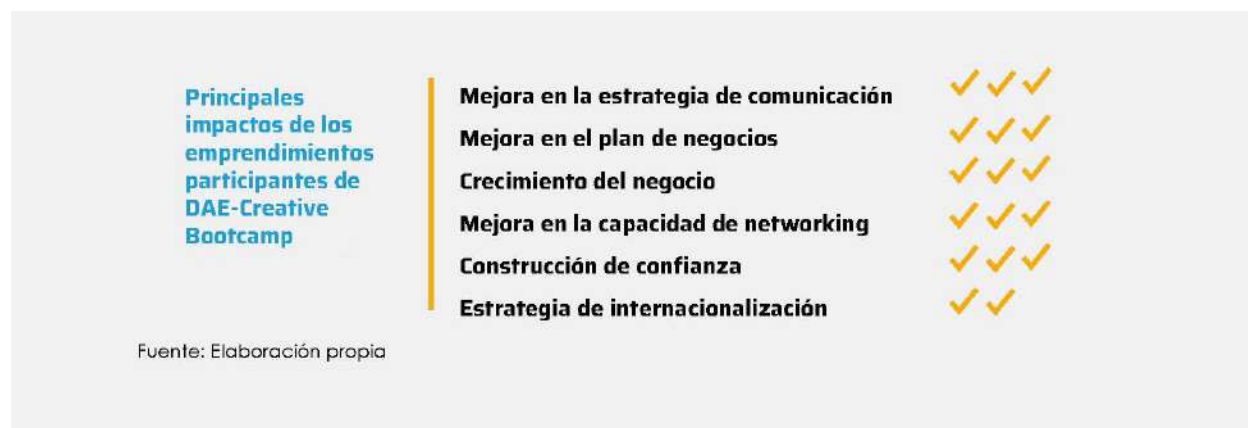 Principales
impactos de los
emprendimientos
participantes de
DAE-Creative
Bootcamp
Mejora en la estrategia de comunicación
Mejora en el plan de negocios
Crecimiento del negocio
Mejora en la capacidad de networking
Construcción de confianza
Estrategia de internacionalización
Fuente: Elaboración propia